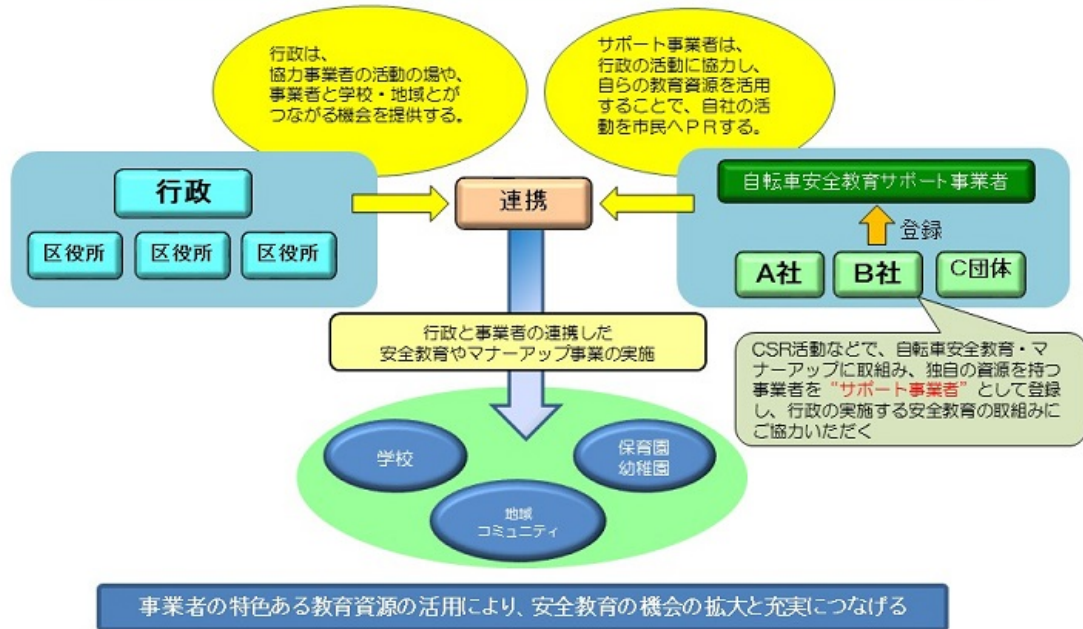 行政は、
協力事業者の活動の場や、
事業者と学校・地域とが
つながる機会を提供する。
サポート事業者は、
行政の活動に協力し、
自らの教育資源を活用
することで、自社の活
動を市民へPRする。
行政
区役所
区役所
区役所
連携
自転車安全教育サポート事業者
登録
A社
B社
C団体
行政と事業者の連携した
安全教育やマナーアップ事業の実施
CSR活動などで、自転車安全教育・マ
ナーアップに取組み、独自の資源を持つ
事業者を“サポート事業者”として登録
し、行政の実施する安全教育の取組みに
ご協力いただく
学校
保育園
幼稚園
地域
コミュニティ
事業者の特色ある教育資源の活用により、安全教育の機会の拡大と充実につなげる